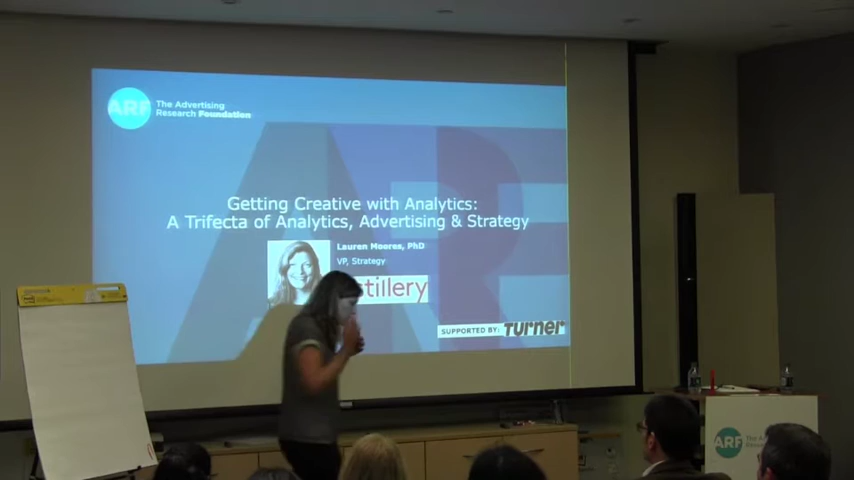 ARF
The Advertising
Research Foundation
Getting Creative with Analytics:
A Trifecta of Analytics, Advertising & Strategy
Lauren Moores, PhD
VP, Strategy
stillery
SUPPORTED BY: Turner
ARF